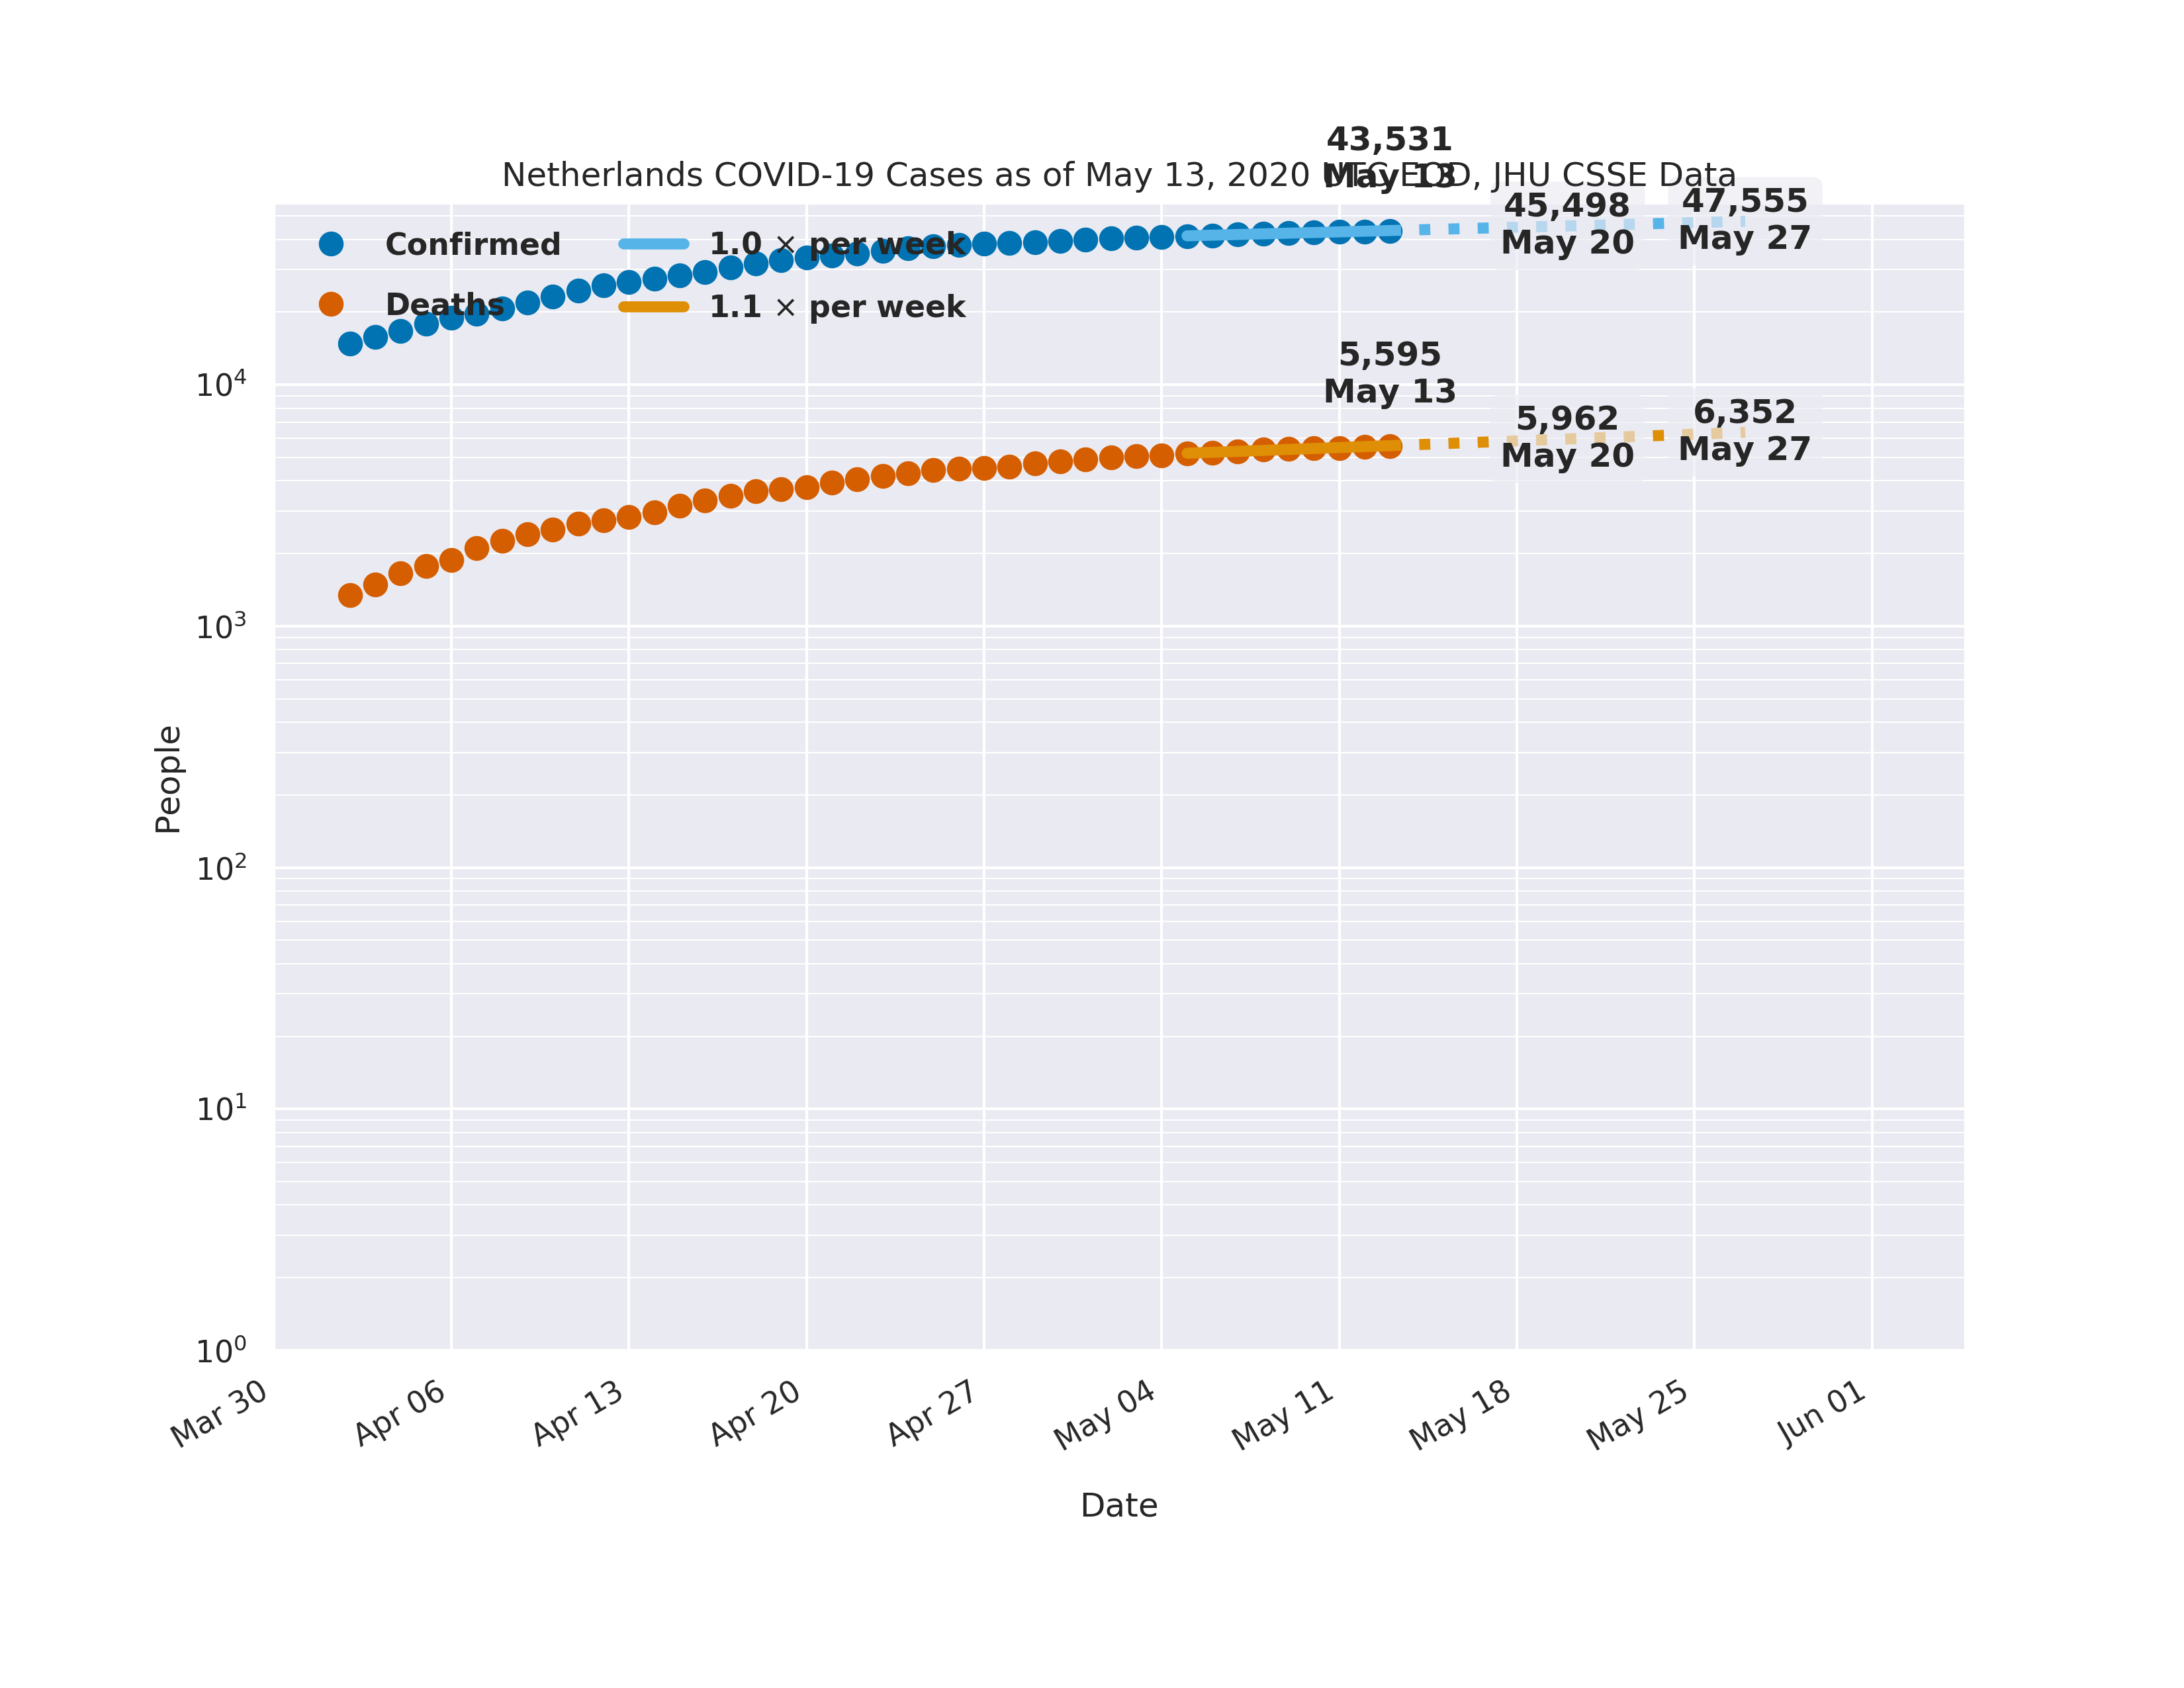 43,531
May 13
Netherlands COVID-19 Cases as of May 13, 2020 UTC EOD, JHU CSSE Data
45,498
May 20
47,555
May 27
Confirmed
1.0 × per week
Deaths
1.1 × per week
5,595
May 13
5,962
May 20
6,352
May 27
10⁴
10³
10²
10¹
10⁰
People
Mar 30
Apr 06
Apr 13
Apr 20
Apr 27
May 04
May 11
May 18
May 25
Jun 01
Date